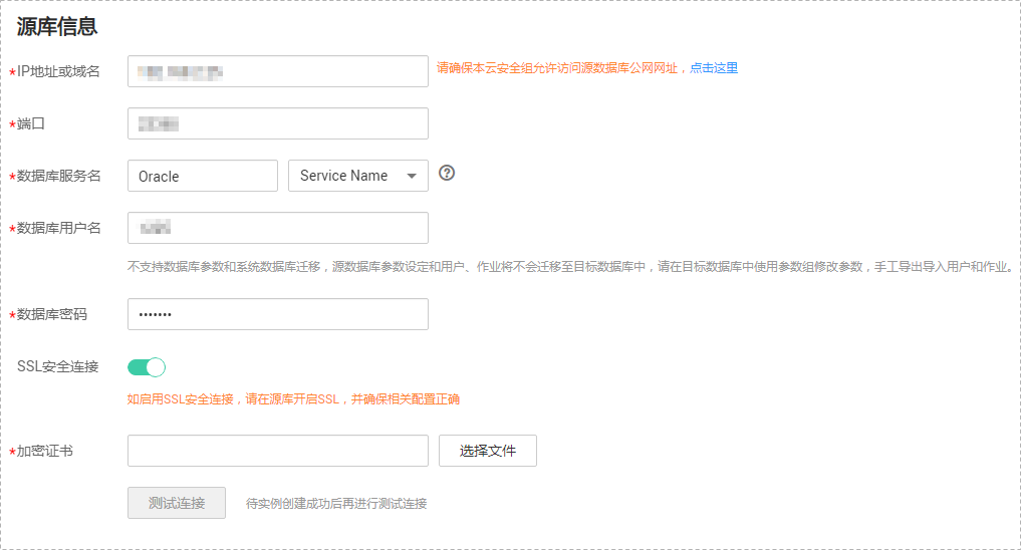 源库信息
*IP地址或域名 请确保本云安全组允许访问源数据库公网网址，点击这里
*端口
*数据库服务名 Oracle Service Name ?
*数据库用户名
不支持数据库参数和系统数据库迁移，源数据库参数设定和用户、作业将不会迁移至目标数据库中，请在目标数据库中使用参数组修改参数，手工导出导入用户和作业。
*数据库密码 •••••••
SSL安全连接
如启用SSL安全连接，请在源库开启SSL，并确保相关配置正确
*加密证书 选择文件
测试连接 待实例创建成功后再进行测试连接